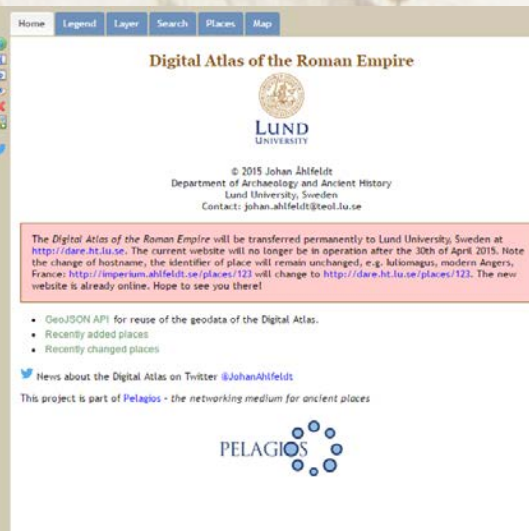 Home Legend Layer Search Places Map
Digital Atlas of the Roman Empire
LUND
UNIVERSITY
© 2015 Johan Åhlfeldt
Department of Archaeology and Ancient History
Lund University, Sweden
Contact: johan.ahlfeldt@teol.lu.se
The Digital Atlas of the Roman Empire will be transferred permanently to Lund University, Sweden at
http://dare.ht.lu.se. The current website will no longer be in operation after the 30th of April 2015. Note
the change of hostname, the identifier of place will remain unchanged, e.g. Iuliomagus, modern Angers,
France: http://imperium.ahlfeldt.se/places/123 will change to http://dare.ht.lu.se/places/123. The new
website is already online. Hope to see you there!
• GeoJSON API for reuse of the geodata of the Digital Atlas.
• Recently added places
• Recently changed places
News about the Digital Atlas on Twitter @JohanAhlfeldt
This project is part of Pelagios - the networking medium for ancient places
PELAGIOS